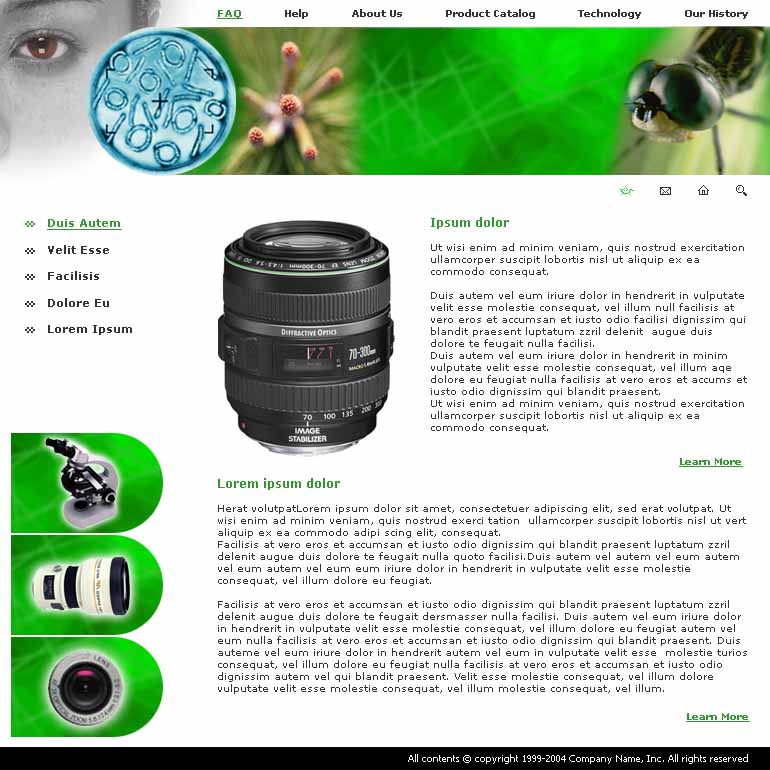 FAQ Help About Us Product Catalog Technology Our History
Duis Autem
Velit Esse
Facilisis
Dolore Eu
Lorem Ipsum
DIFFRACTIVE OPTICS
70-300mm
70 100 135 200
IMAGE
STABILIZER
Ipsum dolor
Ut wisi enim ad minim veniam, quis nostrud exercitation
ullamcorper suscipit lobortis nisl ut aliquip ex ea
commodo consequat.
Duis autem vel eum iriure dolor in hendrerit in vulputate
velit esse molestie consequat, vel illum null facilisis at
vero eros et accumsan et iusto odio facilisi dignissim qui
blandit praesent luptatum zzril delenit augue duis
dolore te feugait nulla facilisi.
Duis autem vel eum iriure dolor in hendrerit in minim
vulputate velit esse molestie consequat, vel illum aqe
dolore eu feugiat nulla facilisis at vero eros et accums et
iusto odio dignissim qui blandit praesent.
Ut wisi enim ad minim veniam, quis nostrud exercitation
ullamcorper suscipit lobortis nisl ut aliquip ex ea
commodo consequat.
Learn More
Lorem ipsum dolor
Herat volutpatLorem ipsum dolor sit amet, consectetuer adipiscing elit, sed erat volutpat. Ut
wisi enim ad minim veniam, quis nostrud exerci tation ullamcorper suscipit lobortis nisl ut vert
aliquip ex ea commodo adipi scing elit, consequat.
Facilisis at vero eros et accumsan et iusto odio dignissim qui blandit praesent luptatum zzril
delenit augue duis dolore te feugait nulla quoto facilisi.Duis autem vel autem vel eum autem
vel eum autem vel eum eum iriure dolor in hendrerit in vulputate velit esse molestie
consequat, vel illum dolore eu feugiat.
Facilisis at vero eros et accumsan et iusto odio dignissim qui blandit praesent luptatum zzril
delenit augue duis dolore te feugait dersmasser nulla facilisi. Duis autem vel eum iriure dolor
in hendrerit in vulputate velit esse molestie consequat, vel illum dolore eu feugiat autem vel
eum nulla facilisis at vero eros et accumsan et iusto odio dignissim qui blandit praesent. Duis
auteme vel eum iriure dolor in hendrerit autem vel eum in vulputate velit esse molestie turios
consequat, vel illum dolore eu feugiat nulla facilisis at vero eros et accumsan et iusto odio
dignissim autem vel qui blandit praesent. Velit esse molestie consequat, vel illum dolore
vulputate velit esse molestie consequat, vel illum molestie consequat, vel illum.
Learn More
All contents © copyright 1999-2004 Company Name, Inc. All rights reserved